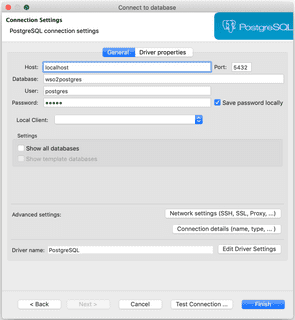 Connect to database
Connection Settings
PostgreSQL connection settings
PostgreSQL
General Driver properties
Host: localhost Port: 5432
Database: wso2postgres
User: postgres
Password: ••••• Save password locally
Local Client:
Settings
Show all databases
Show template databases
Advanced settings: Network settings (SSH, SSL, Proxy, ...)
Connection details (name, type, ... )
Driver name: PostgreSQL Edit Driver Settings
< Back Next > Cancel Test Connection ... Finish